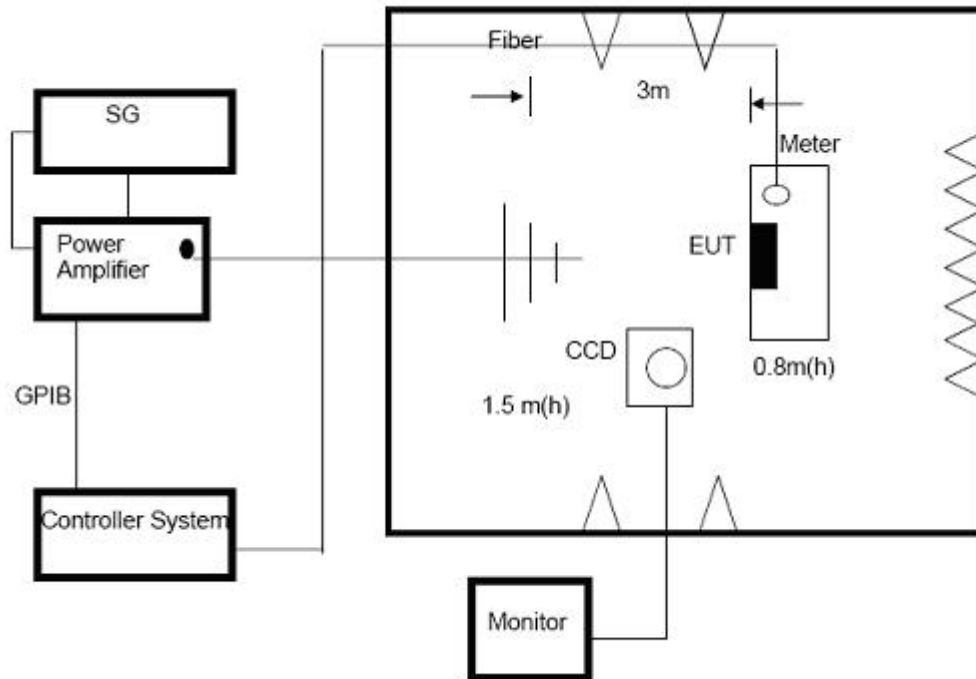 Fiber
3m
SG
Meter
Power
Amplifier
EUT
CCD
0.8m(h)
GPIB
1.5 m(h)
Controller System
Monitor